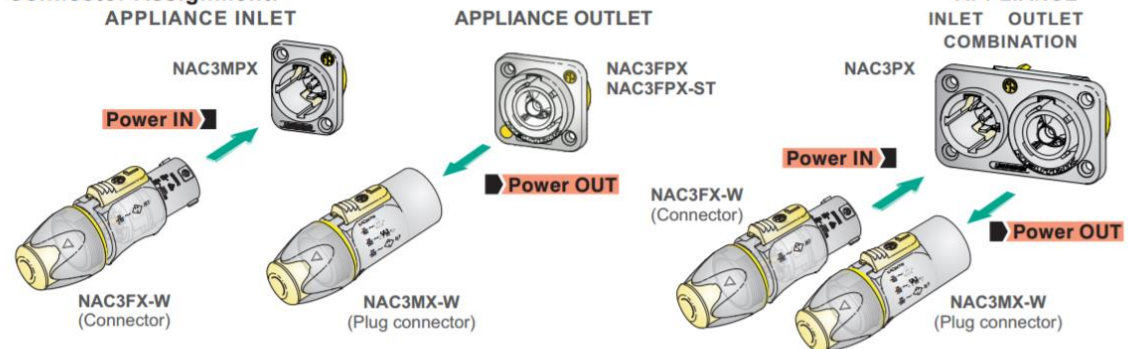 APPLIANCE INLET
NAC3MPX
Power IN
NAC3FX-W
(Connector)
APPLIANCE OUTLET
NAC3FPX
NAC3FPX-ST
Power OUT
NAC3MX-W
(Plug connector)
INLET OUTLET
COMBINATION
NAC3PX
Power IN
NAC3FX-W
(Connector)
Power OUT
NAC3MX-W
(Plug connector)